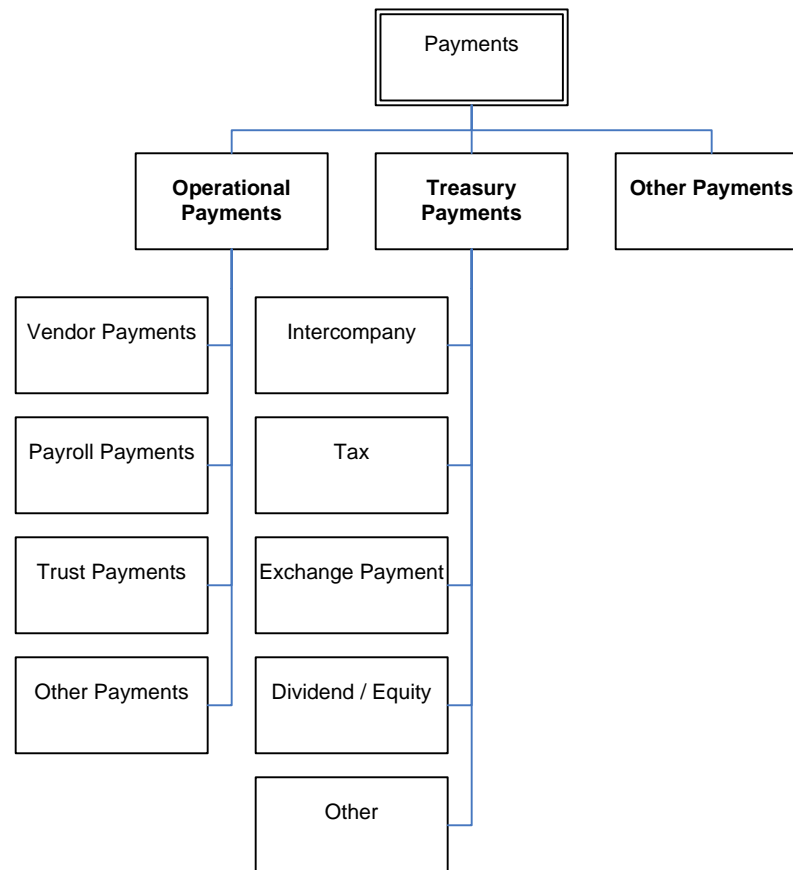 Payments
Operational
Payments
Treasury
Payments
Other Payments
Vendor Payments
Intercompany
Payroll Payments
Tax
Trust Payments
Exchange Payment
Other Payments
Dividend / Equity
Other